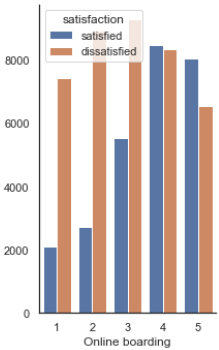 satisfaction
satisfied
dissatisfied
8000
6000
4000
2000
0
1 2 3 4 5
Online boarding